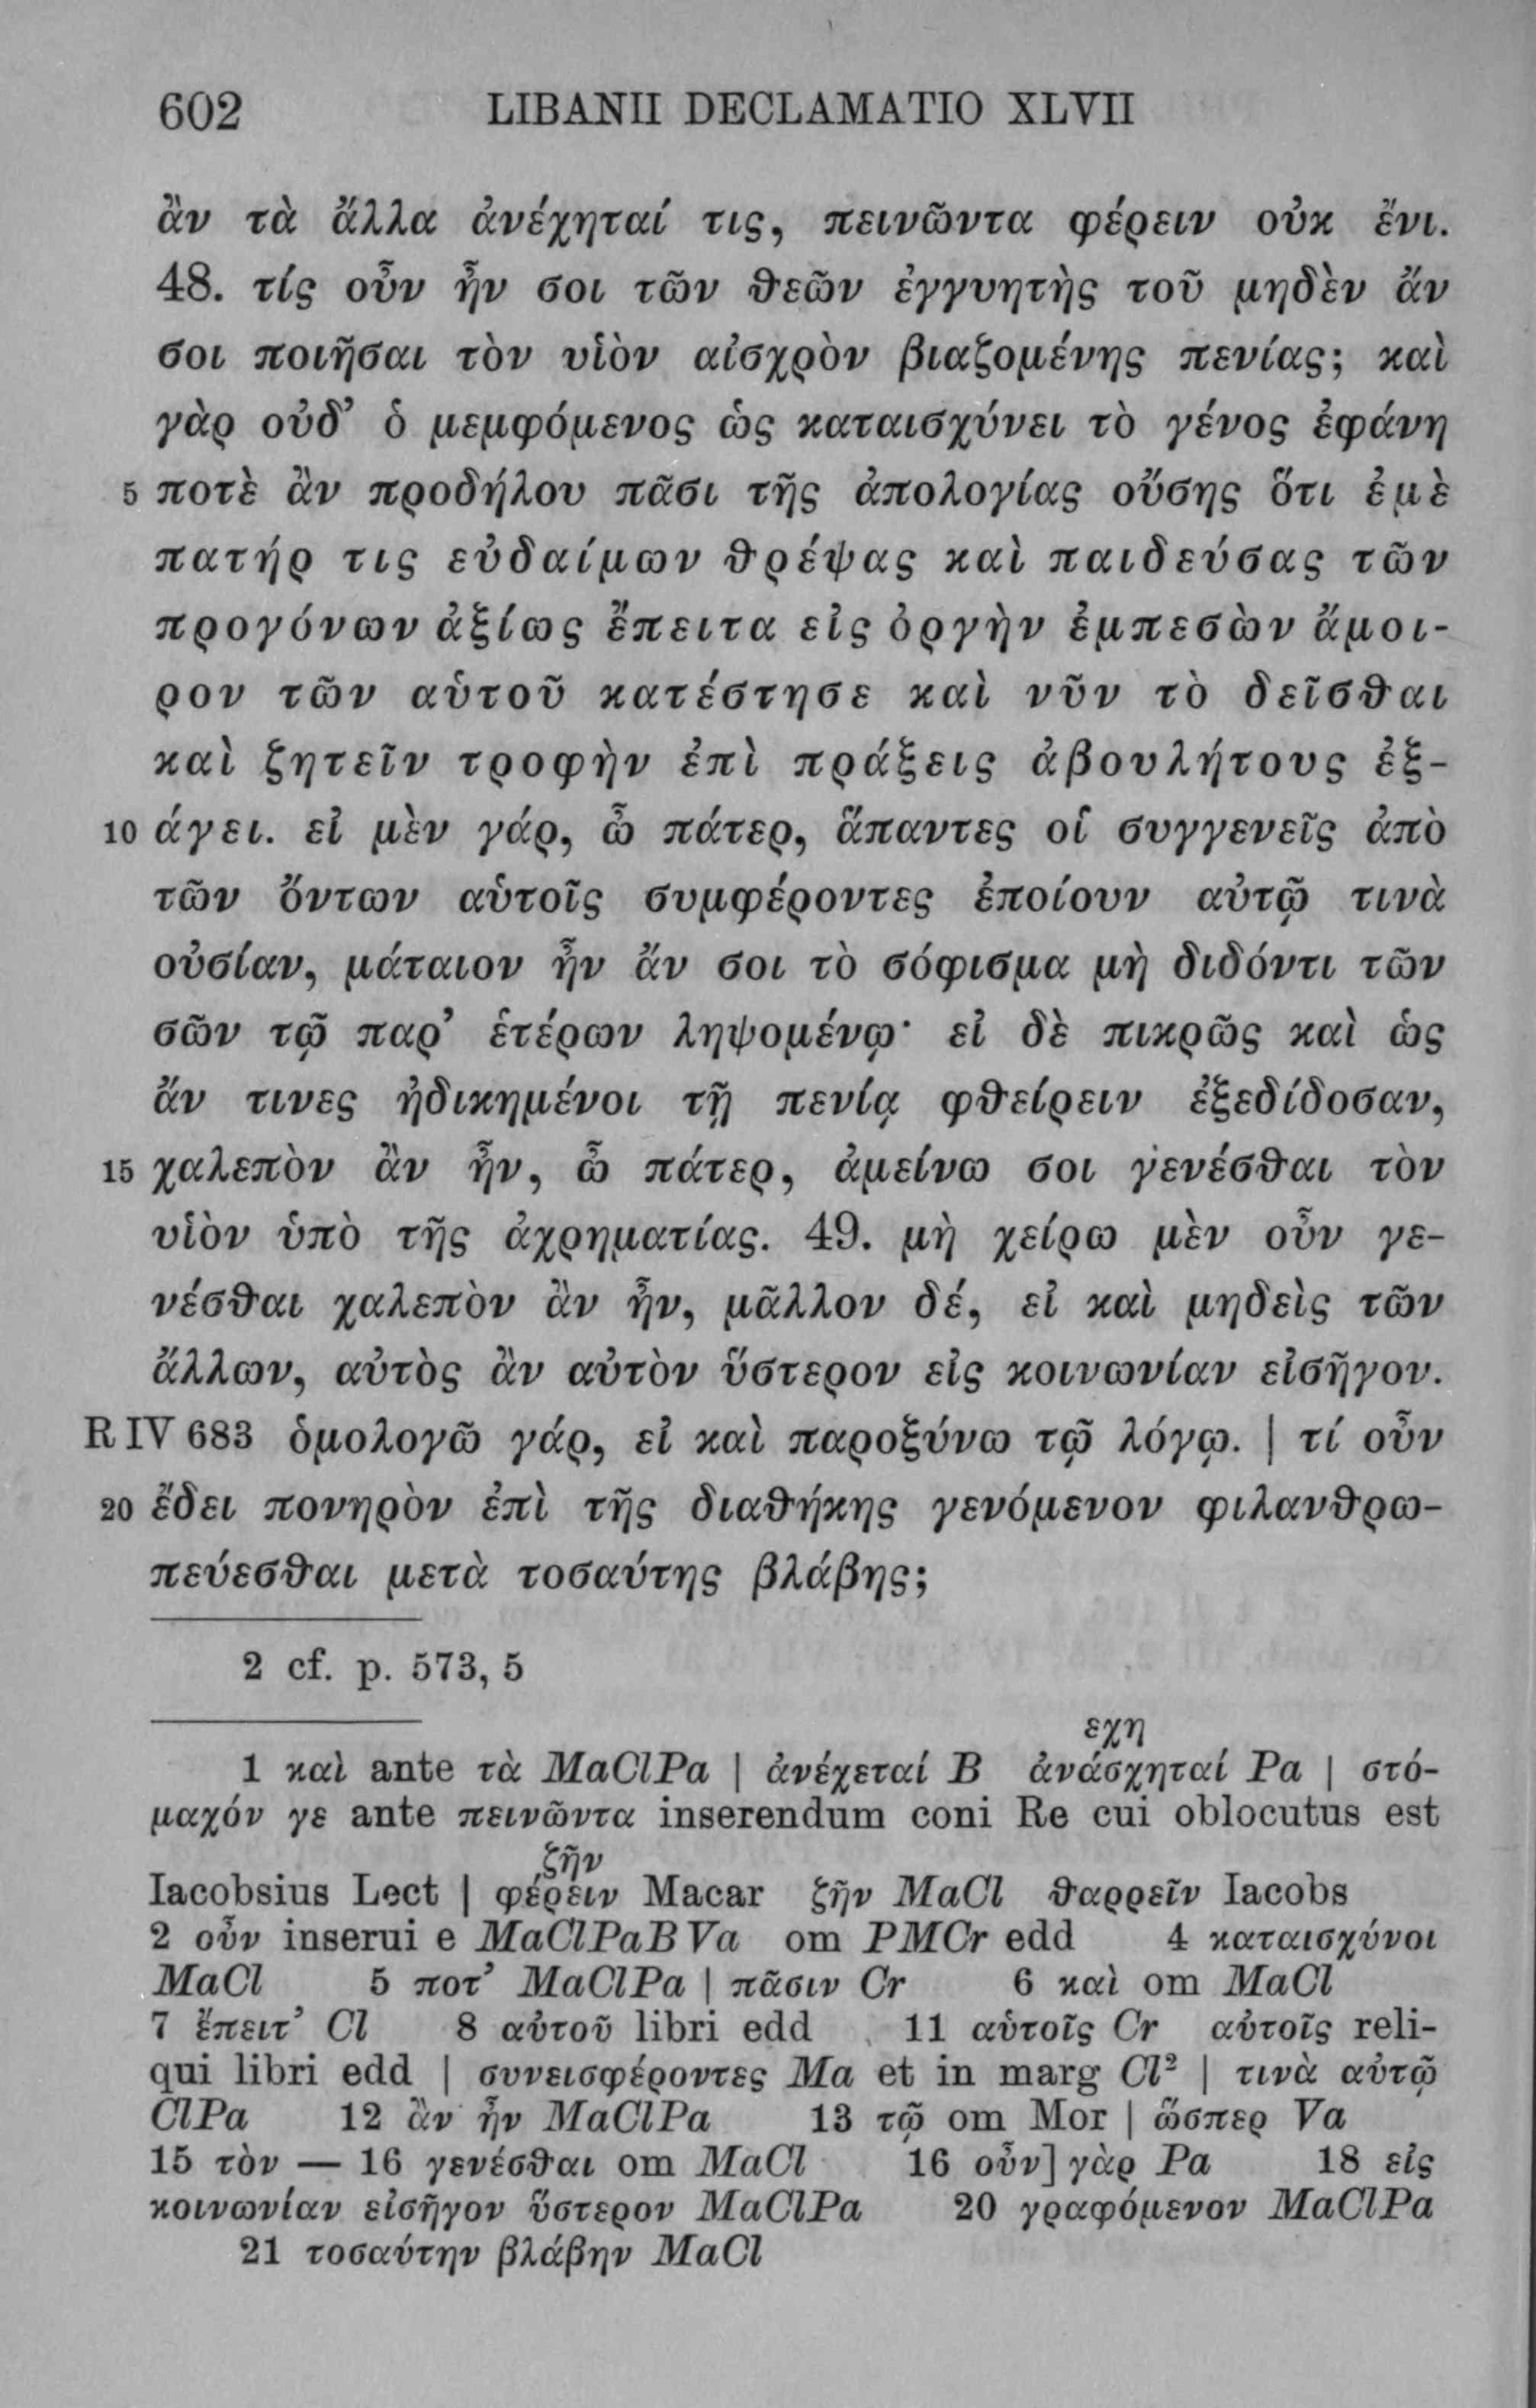 602 LIBANII DECLAMATIO XLVII
ἂν τὰ ἄλλα ἀνέχηταί τις, πεινῶντα φέρειν οὐκ ἔνι.
48. τίς οὖν ἦν σοι τῶν θεῶν ἐγγυητὴς τοῦ μηδὲν ἄν
σοι ποιῆσαι τὸν υἱὸν αἰσχρὸν βιαζομένης πενίας; καὶ
γὰρ οὐδ’ ὁ μεμφόμενος ὡς καταισχύνει τὸ γένος ἐφάνη
5 ποτὲ ἂν προδήλου πᾶσι τῆς ἀπολογίας οὔσης ὅτι ἐμὲ
πατήρ τις εὐδαίμων θρέψας καὶ παιδεύσας τῶν
προγόνων ἀξίως ἔπειτα εἰς ὀργὴν ἐμπεσὼν ἄμοι-
ρον τῶν αὑτοῦ κατέστησε καὶ νῦν τὸ δεῖσθαι
καὶ ζητεῖν τροφὴν ἐπὶ πράξεις ἀβουλήτους ἐξ-
10 άγει. εἰ μὲν γάρ, ὦ πάτερ, ἅπαντες οἱ συγγενεῖς ἀπὸ
τῶν ὄντων αὑτοῖς συμφέροντες ἐποίουν αὐτῷ τινὰ
οὐσίαν, μάταιον ἦν ἄν σοι τὸ σόφισμα μὴ διδόντι τῶν
σῶν τῷ παρ’ ἑτέρων ληψομένῳ· εἰ δὲ πικρῶς καὶ ὡς
ἄν τινες ἠδικημένοι τῇ πενίᾳ φθείρειν ἐξεδίδοσαν,
15 χαλεπὸν ἂν ἦν, ὦ πάτερ, ἀμείνω σοι γενέσθαι τὸν
υἱὸν ὑπὸ τῆς ἀχρηματίας. 49. μὴ χείρω μὲν οὖν γε-
νέσθαι χαλεπὸν ἂν ἦν, μᾶλλον δέ, εἰ καὶ μηδεὶς τῶν
ἄλλων, αὐτὸς ἂν αὐτὸν ὕστερον εἰς κοινωνίαν εἰσῆγον.
R IV 683 ὁμολογῶ γάρ, εἰ καὶ παροξύνω τῷ λόγῳ. | τί οὖν
20 ἔδει πονηρὸν ἐπὶ τῆς διαθήκης γενόμενον φιλανθρω-
πεύεσθαι μετὰ τοσαύτης βλάβης;
2 cf. p. 573, 5
εχη
1 καὶ ante τὰ MaClPa | ἀνέχεταί B ἀνάσχηταί Pa | στό-
μαχόν γε ante πεινῶντα inserendum coni Re cui oblocutus est
ζῆν
Iacobsius Lect | φέρειν Macar ζῆν MaCl θαρρεῖν Iacobs
2 οὖν inserui e MaClPaBVa om PMCr edd 4 καταισχύνοι
MaCl 5 ποτ’ MaClPa | πᾶσιν Cr 6 καὶ om MaCl
7 ἔπειτ’ Cl 8 αὐτοῦ libri edd 11 αὑτοῖς Cr αὐτοῖς reli-
qui libri edd | συνεισφέροντες Ma et in marg Cl² | τινὰ αὐτῷ
ClPa 12 ἂν ἦν MaClPa 13 τῷ om Mor | ὥσπερ Va
15 τὸν — 16 γενέσθαι om MaCl 16 οὖν] γὰρ Pa 18 εἰς
κοινωνίαν εἰσῆγον ὕστερον MaClPa 20 γραφόμενον MaClPa
21 τοσαύτην βλάβην MaCl